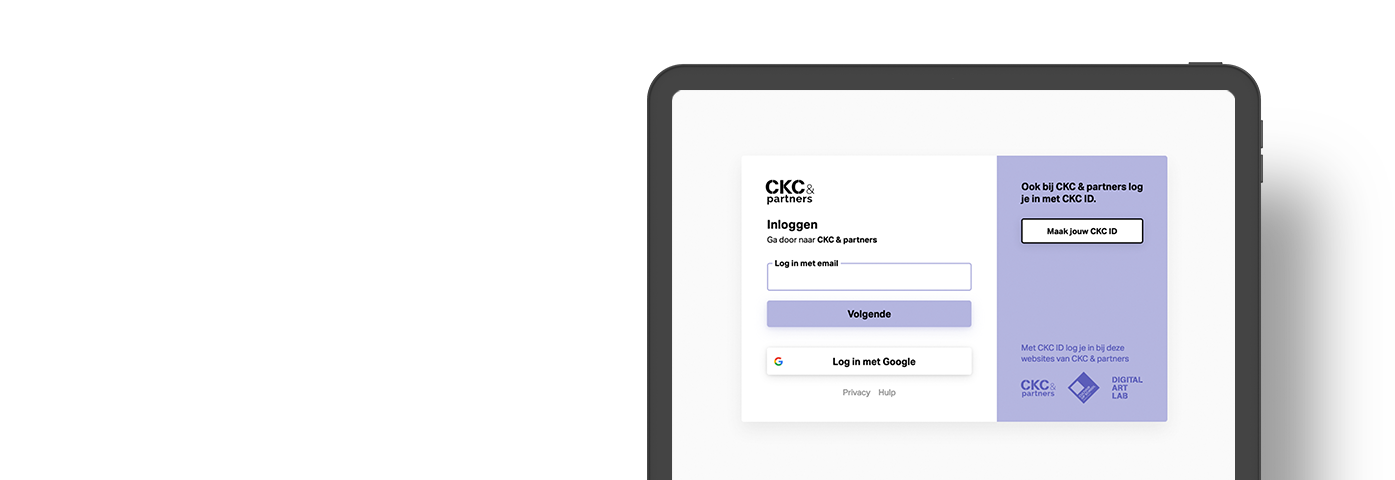 CKC&
partners
Inloggen
Ga door naar CKC & partners
Log in met email
Volgende
Log in met Google
Privacy Hulp
Ook bij CKC & partners log
je in met CKC ID.
Maak jouw CKC ID
Met CKC ID log je in bij deze
websites van CKC & partners
CKC&
partners
DIGITAL
ART
LAB